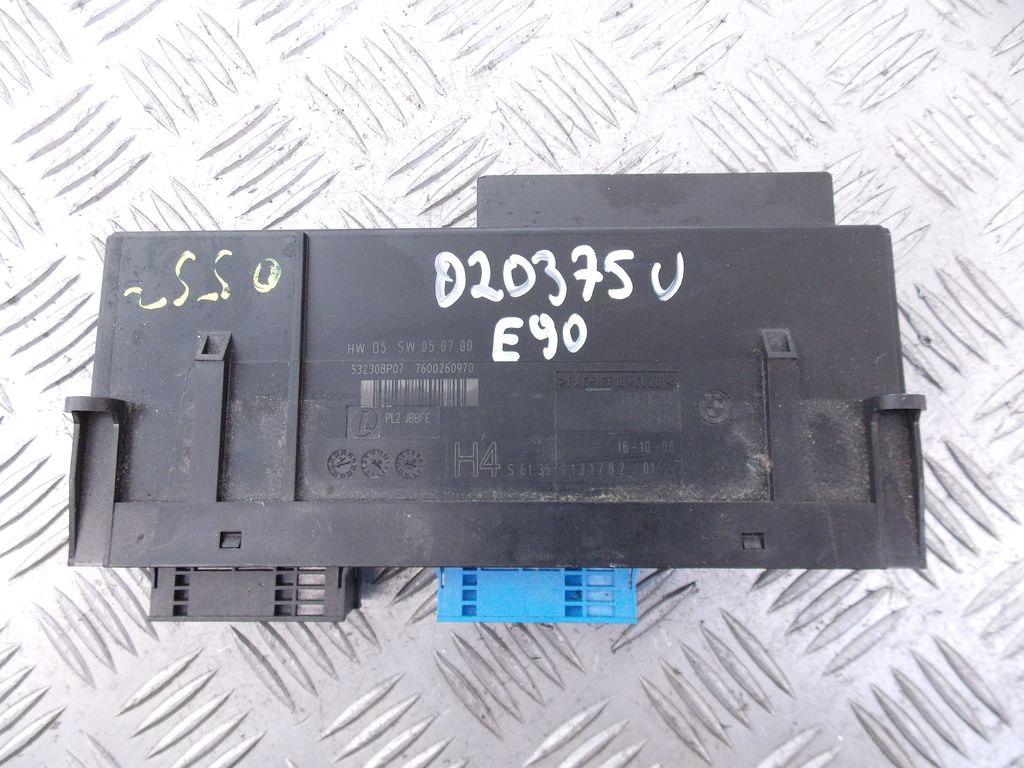 D20375U
E90
HW 05 SW 05.07.00
532308P07 7600260970
PL2 JBBFE
16-10-06
H4 S 61.35 9131782 01